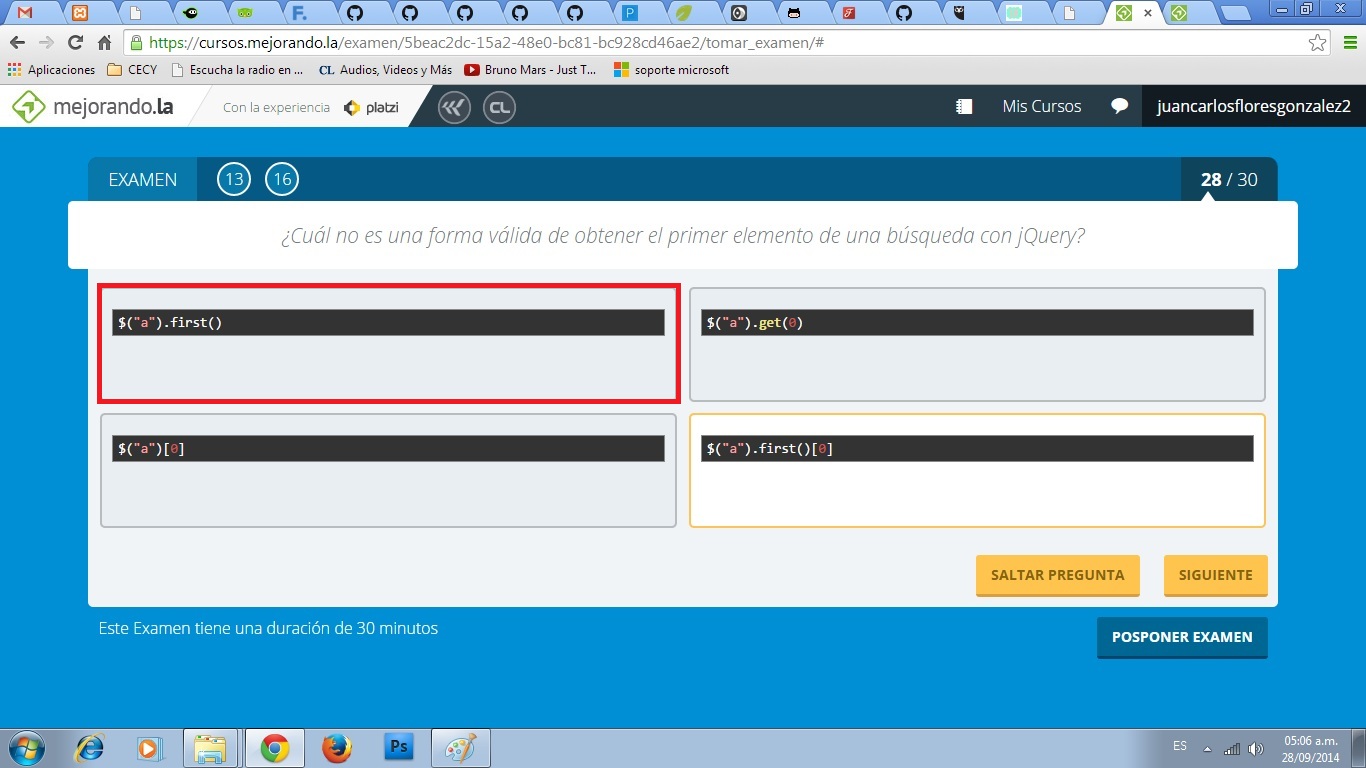 https://cursos.mejorando.la/examen/5beac2dc-15a2-48e0-bc81-bc928cd46ae2/tomar_examen/#
Aplicaciones CECY Escucha la radio en ... CL Audios, Videos y Más Bruno Mars - Just T... soporte microsoft
mejorando.la Con la experiencia platzi CL Mis Cursos juancarlosfloresgonzalez2
EXAMEN 13 16 28 / 30
¿Cuál no es una forma válida de obtener el primer elemento de una búsqueda con jQuery?
$("a").first() $("a").get(0)
$("a")[0] $("a").first()[0]
SALTAR PREGUNTA SIGUIENTE
Este Examen tiene una duración de 30 minutos
POSPONER EXAMEN
Ps ES 05:06 a.m.
28/09/2014